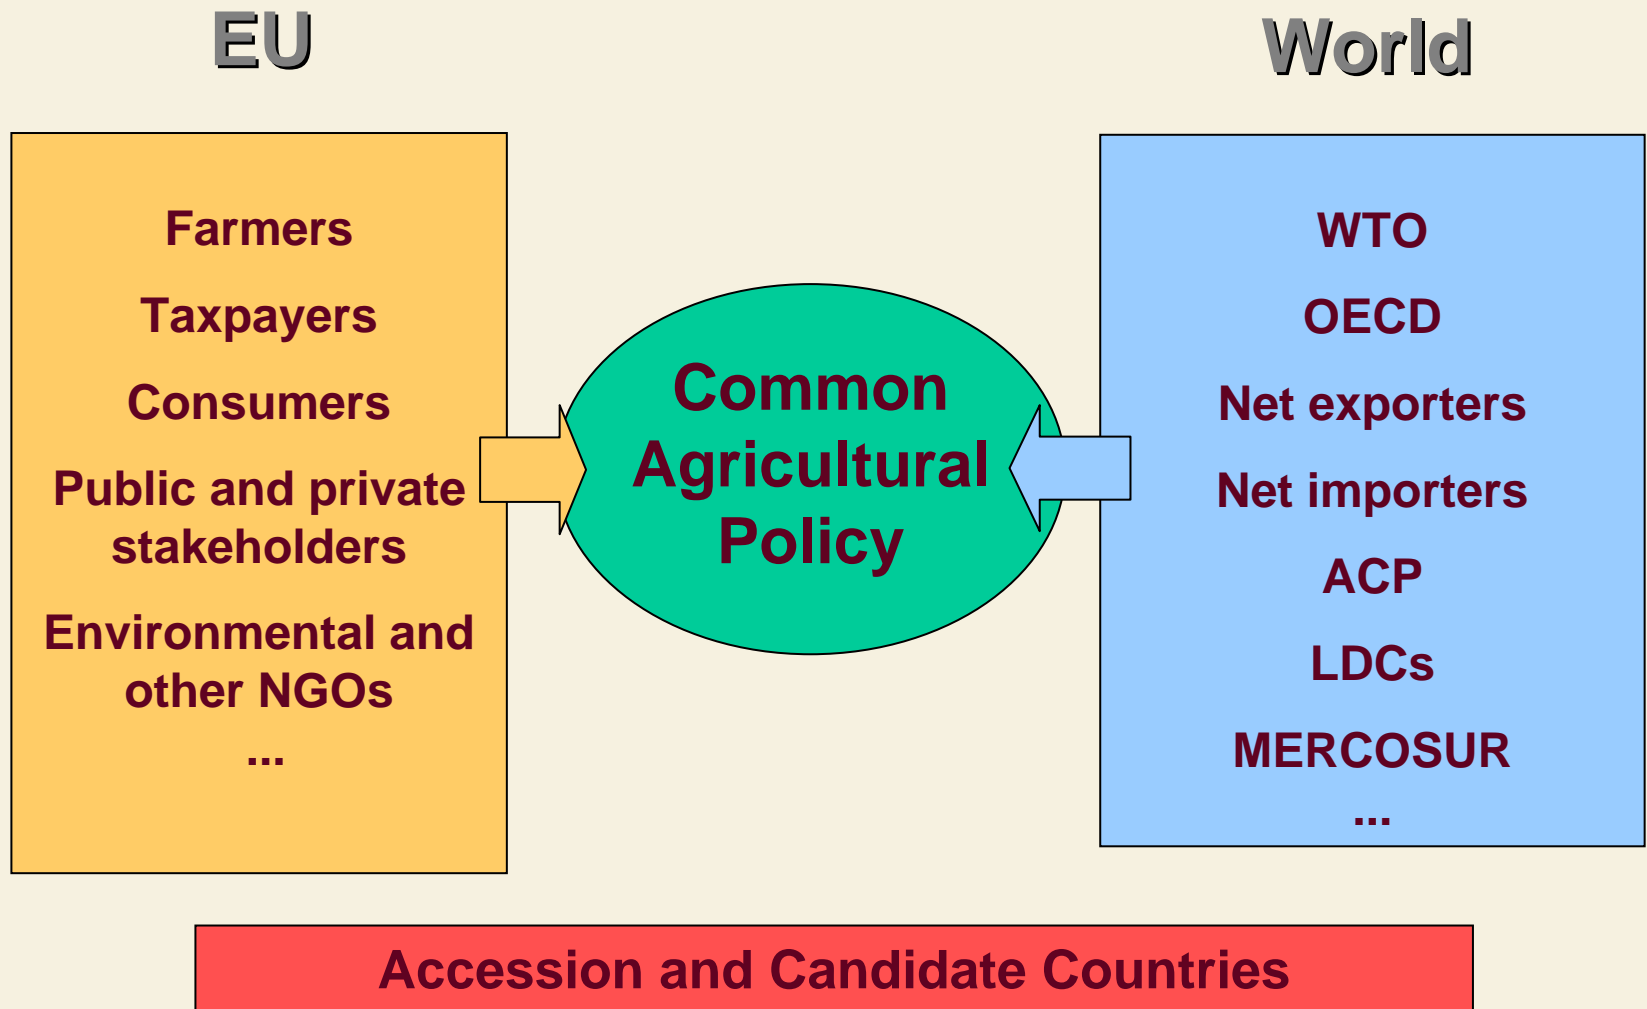 EU
World
Farmers
Taxpayers
Consumers
Public and private
stakeholders
Environmental and
other NGOs
...
Common
Agricultural
Policy
WTO
OECD
Net exporters
Net importers
ACP
LDCs
MERCOSUR
...
Accession and Candidate Countries